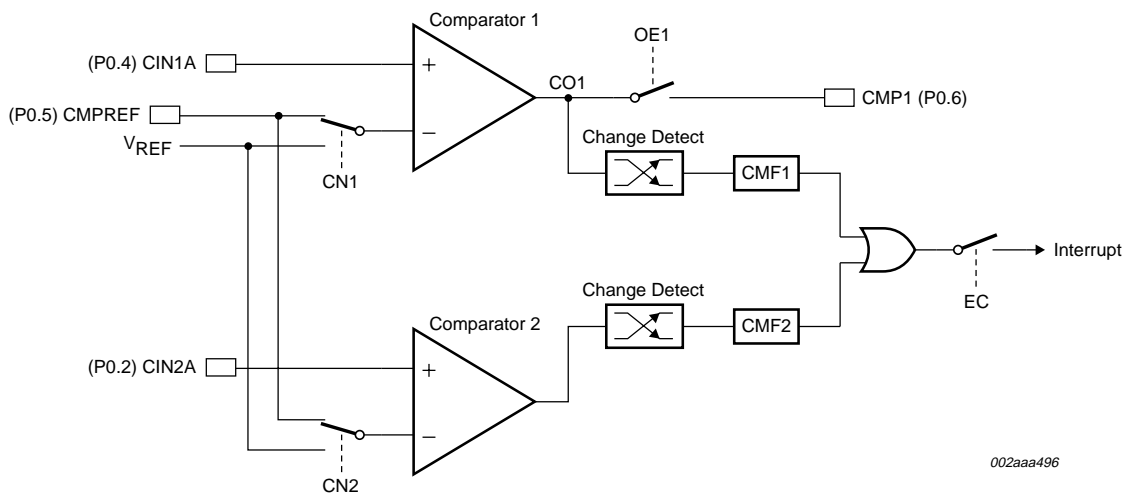 Comparator 1
OE1
(P0.4) CIN1A
+
CO1
(P0.5) CMPREF
CMP1 (P0.6)
−
Change Detect
VREF
CN1
CMF1
Interrupt
Change Detect
EC
Comparator 2
CMF2
(P0.2) CIN2A
+
−
002aaa496
CN2